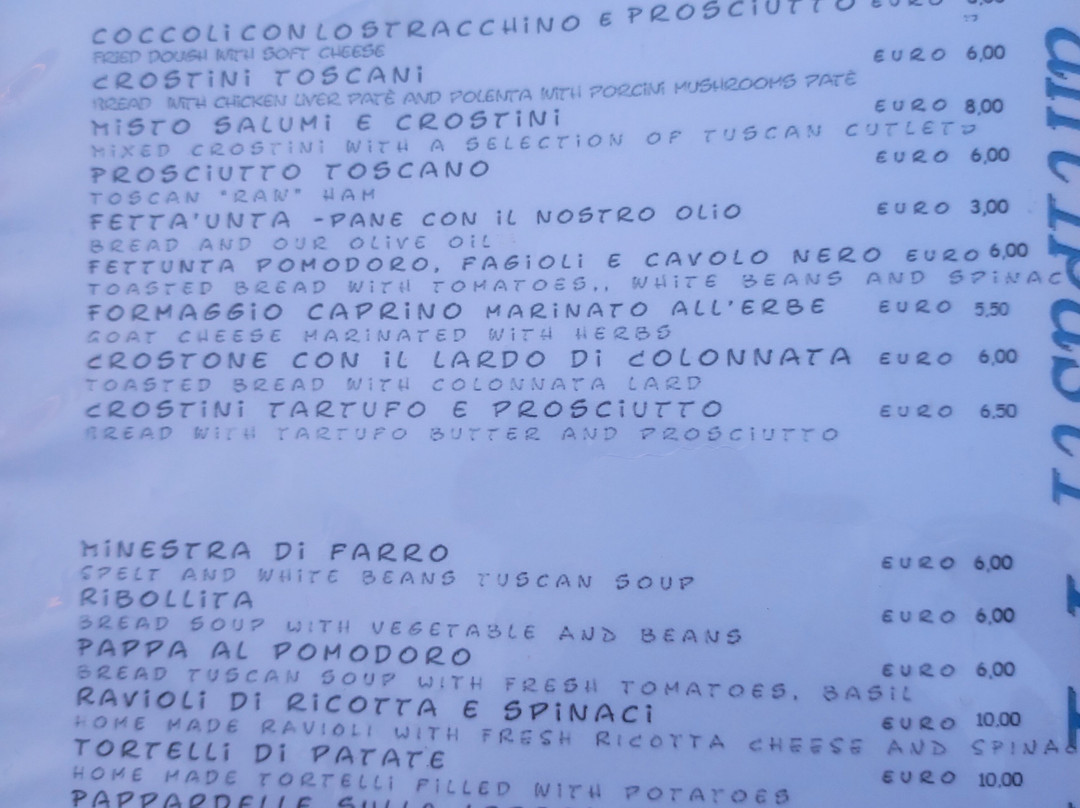 COCCOLI CON LO STRACCHINO E PROSCIUTTO EURO
FRIED DOUGH WITH SOFT CHEESE
CROSTINI TOSCANI EURO 6,00
BREAD WITH CHICKEN LIVER PATÈ AND POLENTA WITH PORCINI MUSHROOMS PATÈ
MISTO SALUMI E CROSTINI EURO 8,00
MIXED CROSTINI WITH A SELECTION OF TUSCAN CUTLETS
PROSCIUTTO TOSCANO EURO 6,00
TOSCAN "RAW" HAM
FETTA'UNTA -PANE CON IL NOSTRO OLIO EURO 3,00
BREAD AND OUR OLIVE OIL
FETTUNTA POMODORO, FAGIOLI E CAVOLO NERO EURO 6,00
TOASTED BREAD WITH TOMATOES,, WHITE BEANS AND SPINAC
FORMAGGIO CAPRINO MARINATO ALL'ERBE EURO 5,50
GOAT CHEESE MARINATED WITH HERBS
CROSTONE CON IL LARDO DI COLONNATA EURO 6,00
TOASTED BREAD WITH COLONNATA LARD
CROSTINI TARTUFO E PROSCIUTTO EURO 6,50
BREAD WITH TARTUFO BUTTER AND PROSCIUTTO
antipasti
MINESTRA DI FARRO EURO 6,00
SPELT AND WHITE BEANS TUSCAN SOUP
RIBOLLITA EURO 6,00
BREAD SOUP WITH VEGETABLE AND BEANS
PAPPA AL POMODORO EURO 6,00
BREAD TUSCAN SOUP WITH FRESH TOMATOES, BASIL
RAVIOLI DI RICOTTA E SPINACI EURO 10,00
HOME MADE RAVIOLI WITH FRESH RICOTTA CHEESE AND SPINAC
TORTELLI DI PATATE EURO 10,00
HOME MADE TORTELLI FILLED WITH POTATOES
PAPPARDELLE SULLA